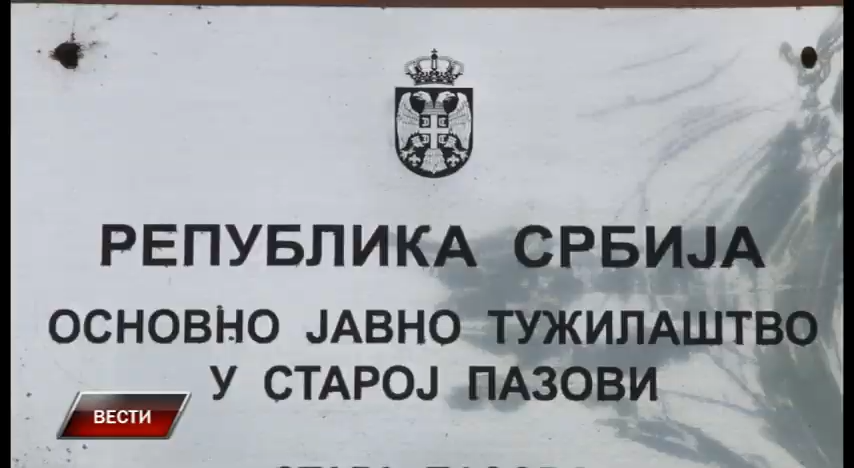 РЕПУБЛИКА СРБИЈА
ОСНОВНО ЈАВНО ТУЖИЛАШТВО
У СТАРОЈ ПАЗОВИ
ВЕСТИ